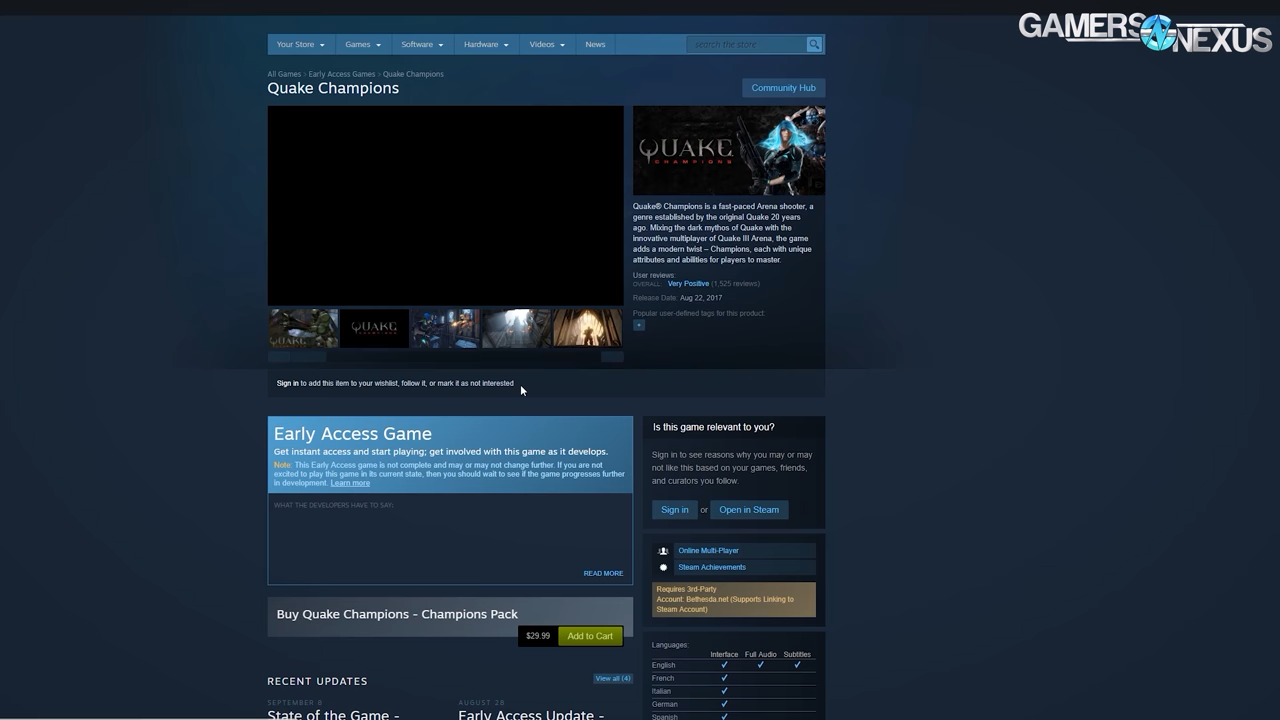 GAMERS NEXUS
Your Store Games Software Hardware Videos News search the store
All Games > Early Access Games > Quake Champions
Quake Champions
Community Hub
QUAKE
CHAMPIONS
Quake® Champions is a fast-paced Arena shooter, a
genre established by the original Quake 20 years
ago. Mixing the dark mythos of Quake with the
innovative multiplayer of Quake III Arena, the game
adds a modern twist – Champions, each with unique
attributes and abilities for players to master.
User reviews:
OVERALL: Very Positive (1,525 reviews)
Release Date: Aug 22, 2017
Popular user-defined tags for this product:
+
QUAKE
QUAKE
Sign in to add this item to your wishlist, follow it, or mark it as not interested
Early Access Game
Get instant access and start playing; get involved with this game as it develops.
Note: This Early Access game is not complete and may or may not change further. If you are
not excited to play this game in its current state, then you should wait to see if the game progresses further
in development. Learn more
WHAT THE DEVELOPERS HAVE TO SAY:
READ MORE
Is this game relevant to you?
Sign in to see reasons why you may or may
not like this based on your games, friends,
and curators you follow.
Sign in or Open in Steam
Online Multi-Player
Steam Achievements
Requires 3rd-Party
Account: Bethesda.net (Supports Linking to
Steam Account)
Buy Quake Champions - Champions Pack
$29.99 Add to Cart
Languages:
Interface Full Audio Subtitles
English ✔ ✔ ✔
French ✔
Italian ✔
German ✔
Spanish ✔
RECENT UPDATES View all (4)
SEPTEMBER 8 AUGUST 28
State of the Game - Early Access Update -